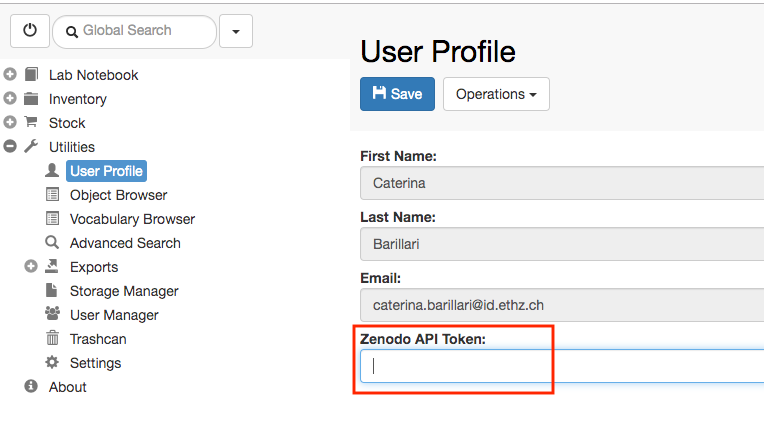 Global Search
Lab Notebook
Inventory
Stock
Utilities
User Profile
Object Browser
Vocabulary Browser
Advanced Search
Exports
Storage Manager
User Manager
Trashcan
Settings
About
User Profile
Save
Operations
First Name:
Caterina
Last Name:
Barillari
Email:
caterina.barillari@id.ethz.ch
Zenodo API Token: